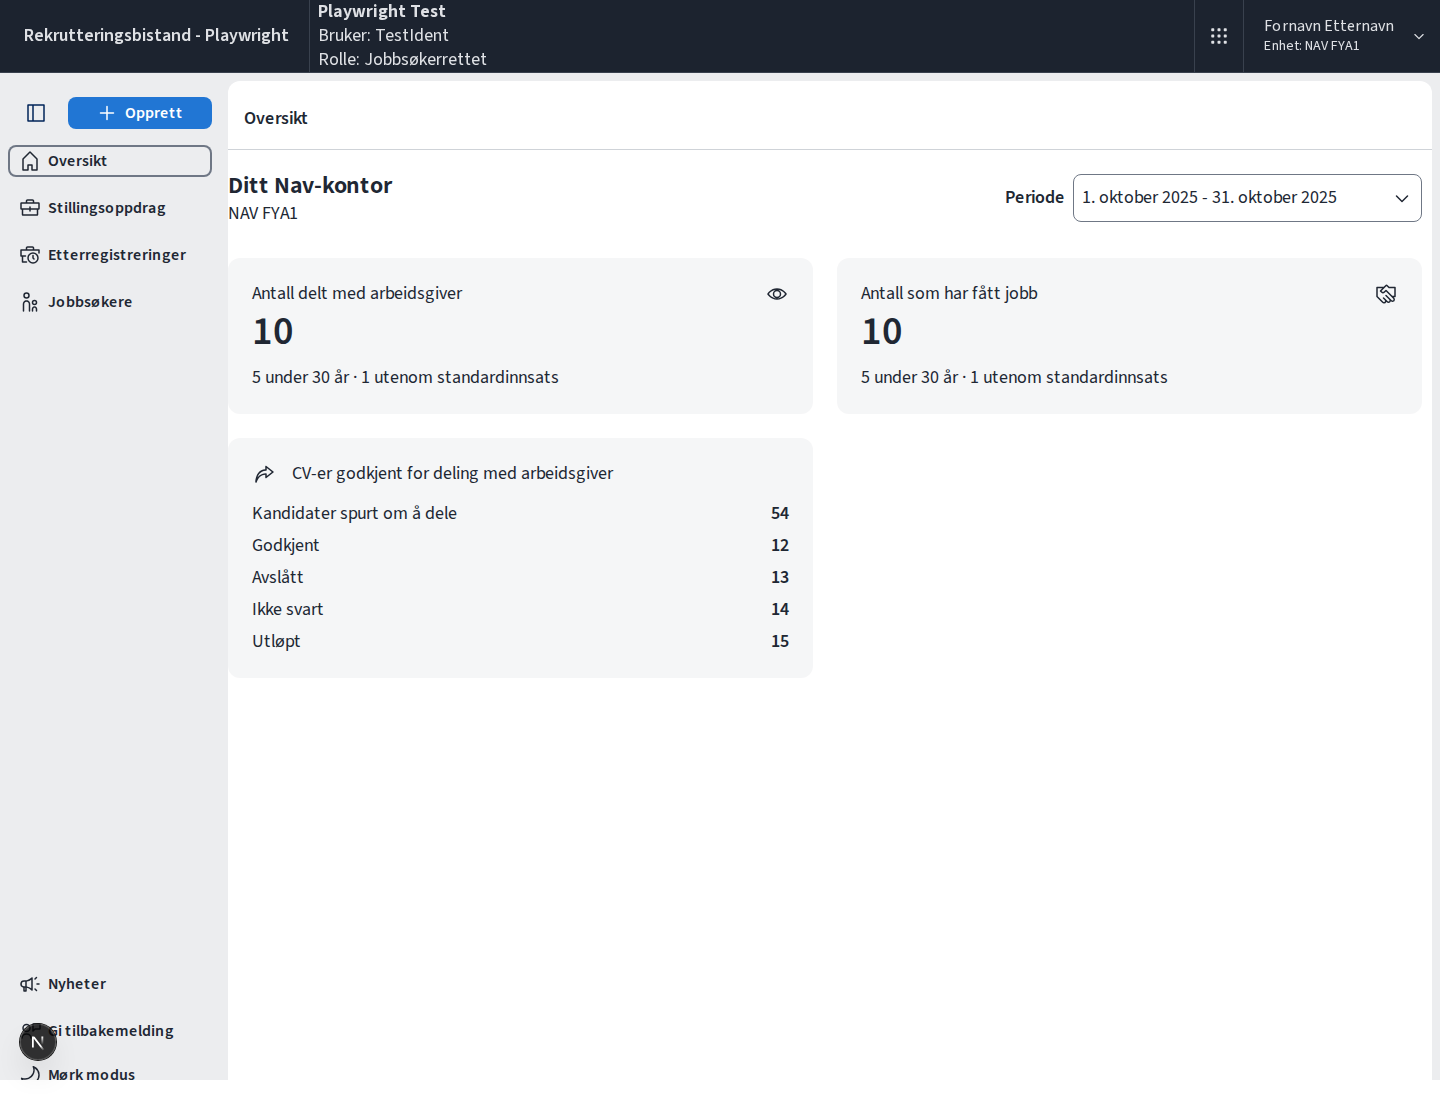 Rekrutteringsbistand - Playwright
Playwright Test
Bruker: TestIdent
Rolle: Jobbsøkerrettet
Fornavn Etternavn
Enhet: NAV FYA1
Opprett
Oversikt
Stillingsoppdrag
Etterregistreringer
Jobbsøkere
Nyheter
Gi tilbakemelding
Mørk modus
N
Oversikt
Ditt Nav-kontor
NAV FYA1
Periode
1. oktober 2025 - 31. oktober 2025
Antall delt med arbeidsgiver
10
5 under 30 år · 1 utenom standardinnsats
Antall som har fått jobb
10
5 under 30 år · 1 utenom standardinnsats
CV-er godkjent for deling med arbeidsgiver
Kandidater spurt om å dele 54
Godkjent 12
Avslått 13
Ikke svart 14
Utløpt 15